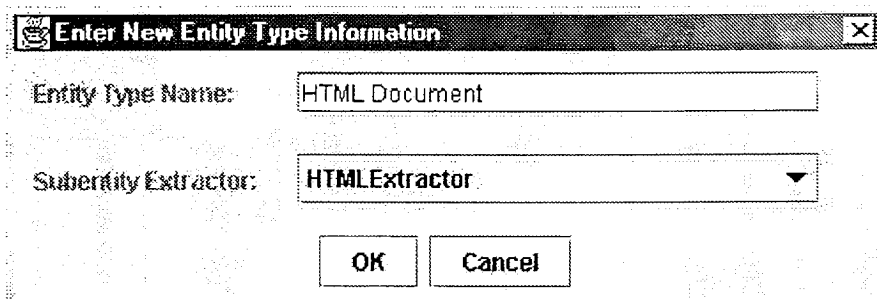 Enter New Entity Type Information
Entity Type Name: HTML Document
Subentity Extractor: HTMLExtractor
OK Cancel